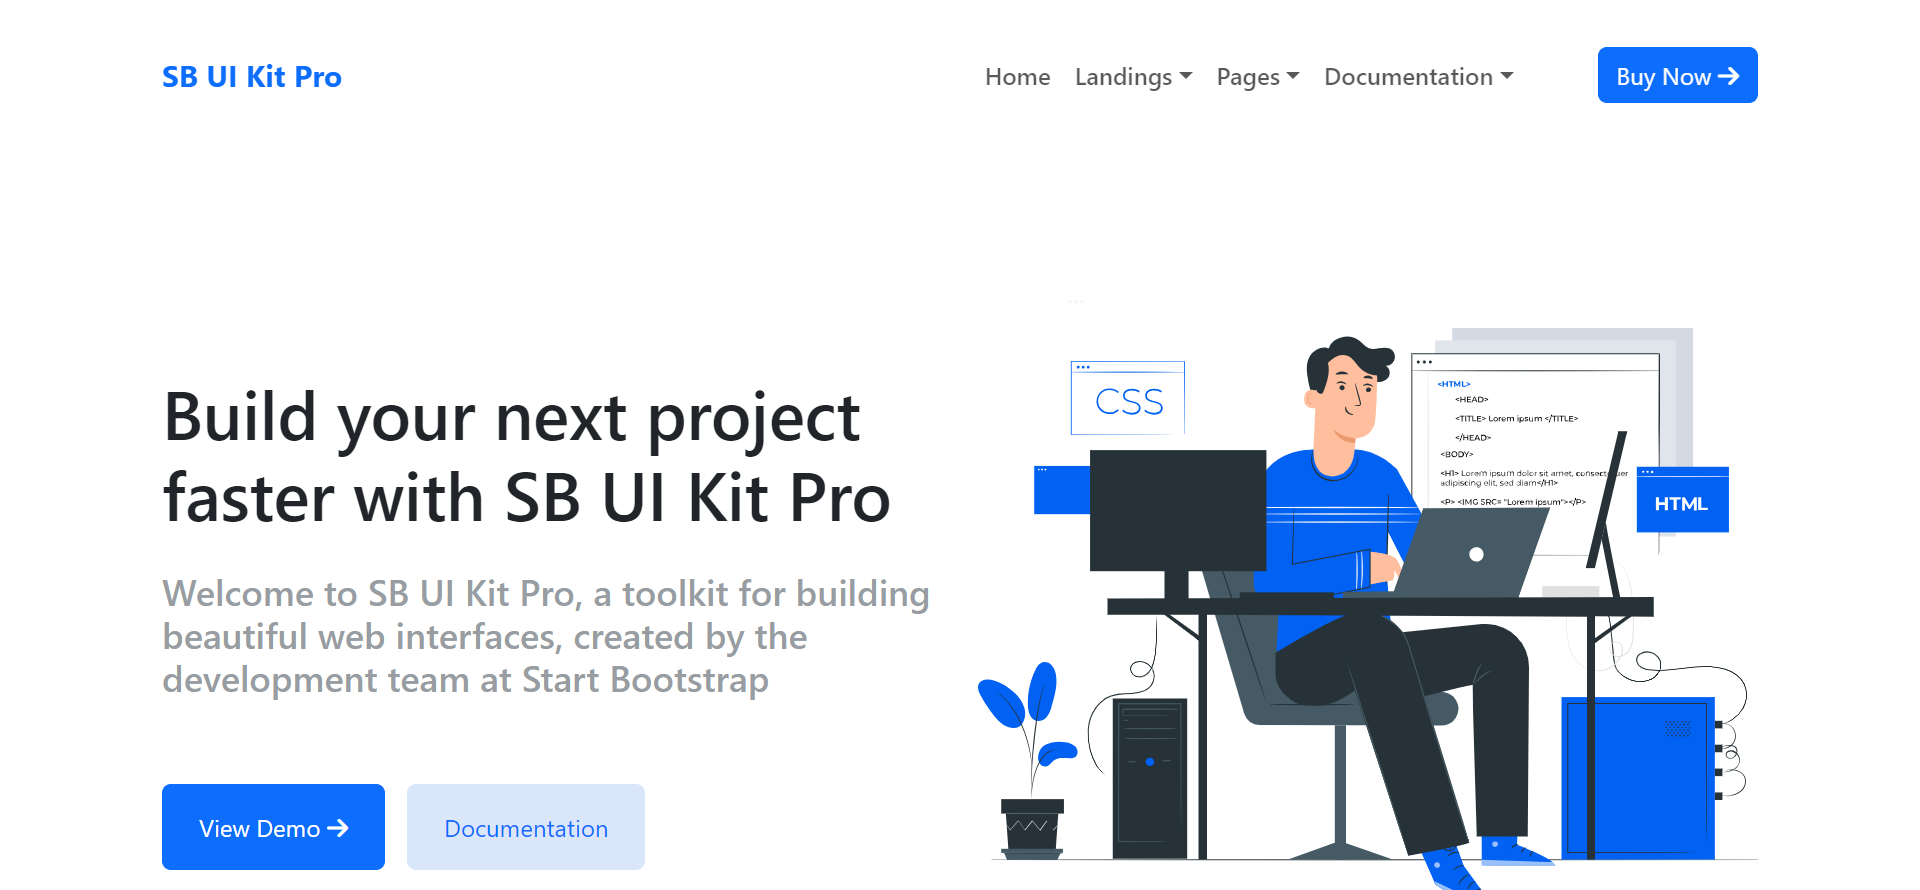 SB UI Kit Pro
Home Landings Pages Documentation Buy Now
Build your next project
faster with SB UI Kit Pro
Welcome to SB UI Kit Pro, a toolkit for building
beautiful web interfaces, created by the
development team at Start Bootstrap
View Demo Documentation
CSS
<HTML>
<HEAD>
<TITLE> Lorem ipsum </TITLE>
</HEAD>
<BODY>
<H1> Lorem ipsum dolor sit amet,
adipiscing elit, sed diam</H1>
<P> <IMG SRC= "Lorem ipsum"></P>
HTML